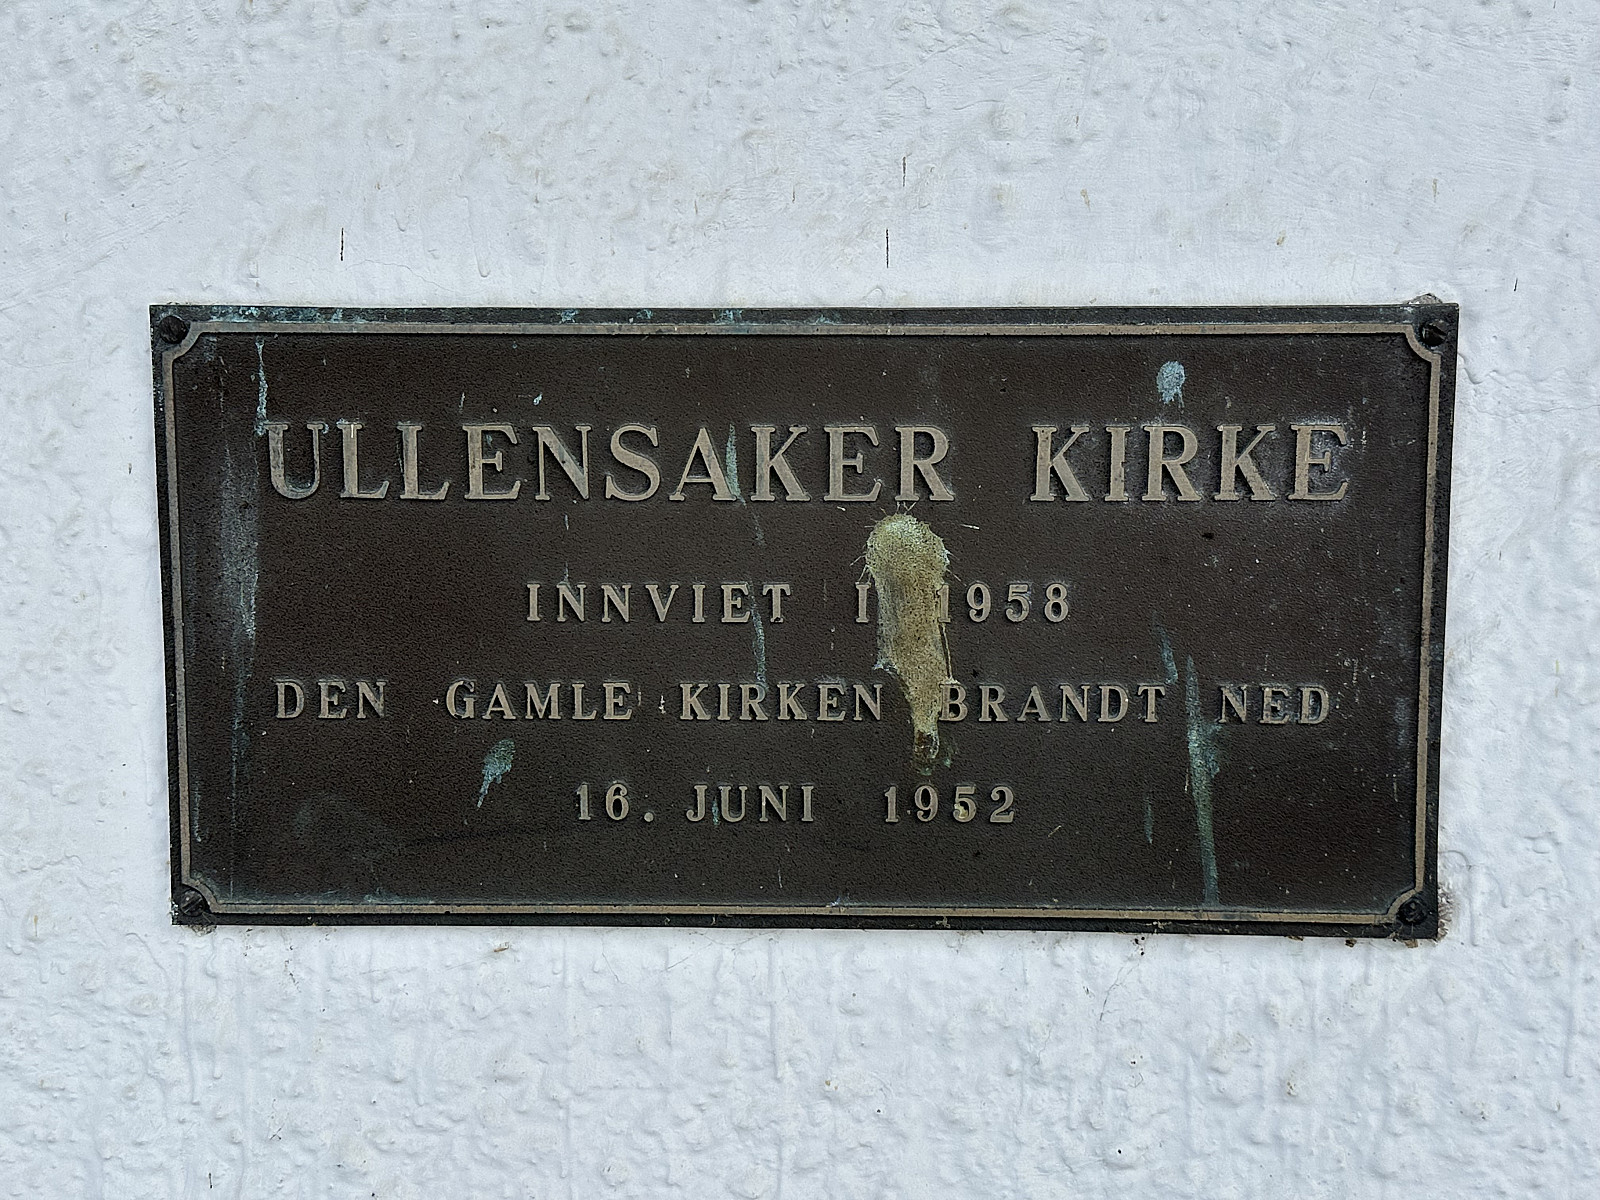 ULLENSAKER KIRKE
INNVIET I 1958
DEN GAMLE KIRKEN BRANDT NED
16. JUNI 1952